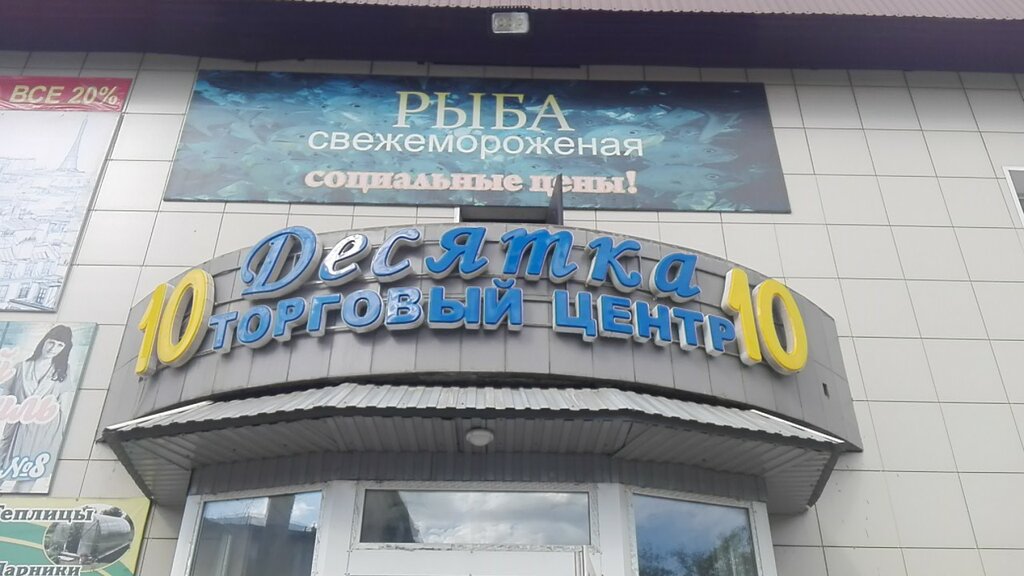 ВСЕ 20%
РЫБА
свежемороженая
социальные цены!
Десятка
10 ТОРГОВЫЙ ЦЕНТР 10
№8
Теплицы
Парники